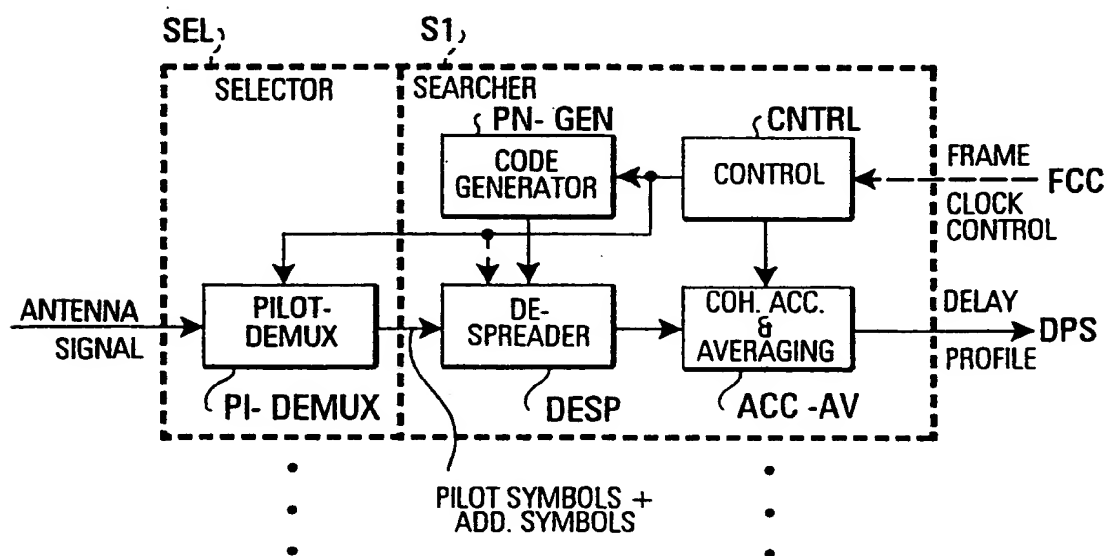 SEL
S1
SELECTOR
SEARCHER
PN- GEN
CNTRL
CODE
GENERATOR
CONTROL
FRAME
FCC
CLOCK
CONTROL
ANTENNA
SIGNAL
PILOT-
DEMUX
DE-
SPREADER
COH. ACC.
&
AVERAGING
DELAY
DPS
PROFILE
PI- DEMUX
DESP
ACC -AV
PILOT SYMBOLS +
ADD. SYMBOLS